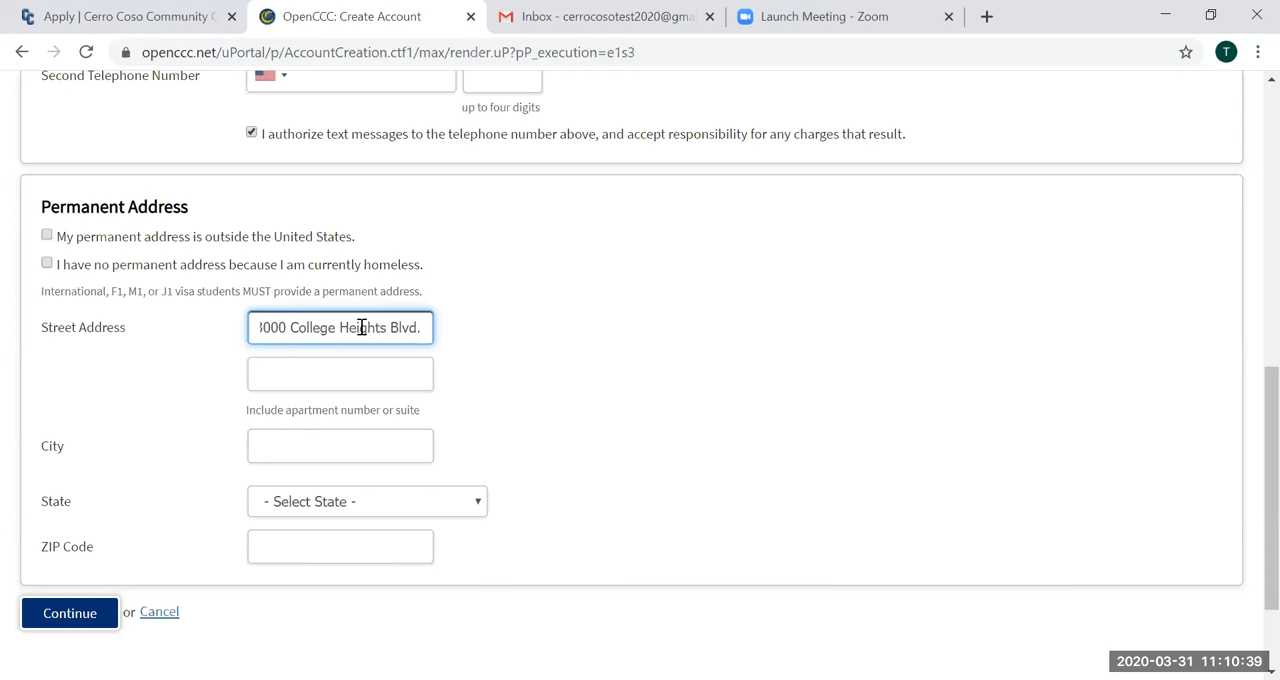 Apply | Cerro Coso Community C
OpenCCC: Create Account
Inbox - cerrocosotest2020@gma
Launch Meeting - Zoom
openccc.net/uPortal/p/AccountCreation.ctf1/max/render.uP?pP_execution=e1s3
T
Second Telephone Number
up to four digits
I authorize text messages to the telephone number above, and accept responsibility for any charges that result.
Permanent Address
My permanent address is outside the United States.
I have no permanent address because I am currently homeless.
International, F1, M1, or J1 visa students MUST provide a permanent address.
Street Address
3000 College Heights Blvd.
Include apartment number or suite
City
State
- Select State -
ZIP Code
Continue or Cancel
2020-03-31 11:10:39